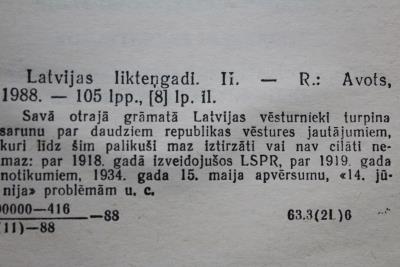 Latvijas likteņgadi. II. — R.: Avots,
1988. — 105 lpp., [8] lp. il.
Savā otrajā grāmatā Latvijas vēsturnieki turpina
sarunu par daudziem republikas vēstures jautājumiem,
kuri līdz šim palikuši maz iztirzāti vai nav cilāti ne-
maz: par 1918. gadā izveidojušos LSPR, par 1919. gada
notikumiem, 1934. gada 15. maija apvērsumu, «14. jū-
nija» problēmām u. c.
00000—416
—88
(11)—88
63.3(2L)6